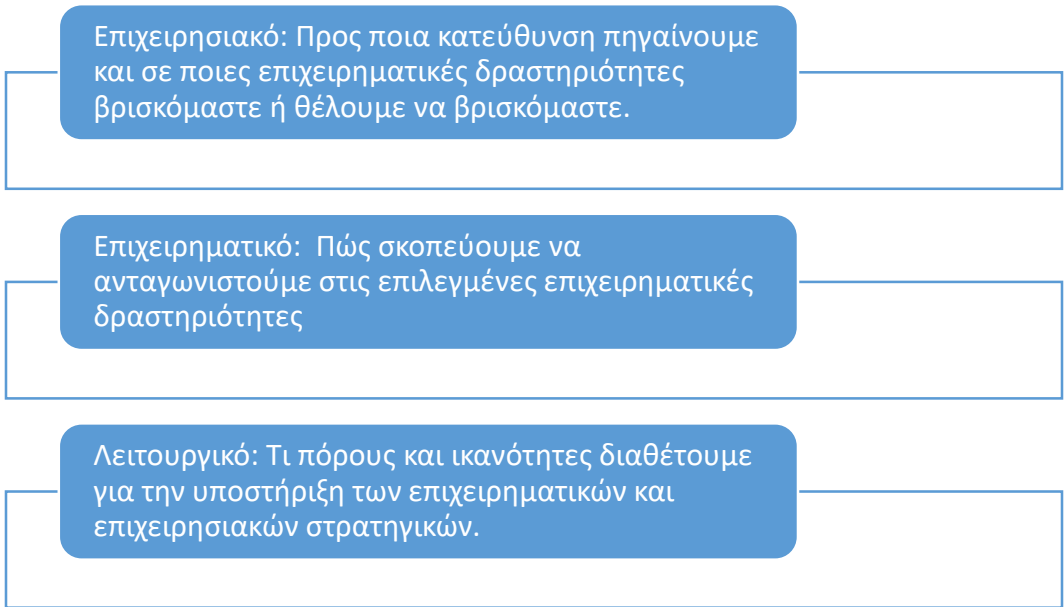 Επιχειρησιακό: Προς ποια κατεύθυνση πηγαίνουμε
και σε ποιες επιχειρηματικές δραστηριότητες
βρισκόμαστε ή θέλουμε να βρισκόμαστε.
Επιχειρηματικό:  Πώς σκοπεύουμε να
ανταγωνιστούμε στις επιλεγμένες επιχειρηματικές
δραστηριότητες
Λειτουργικό: Τι πόρους και ικανότητες διαθέτουμε
για την υποστήριξη των επιχειρηματικών και
επιχειρησιακών στρατηγικών.